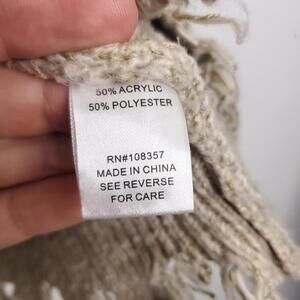 50% ACRYLIC
50% POLYESTER
RN#108357
MADE IN CHINA
SEE REVERSE
FOR CARE